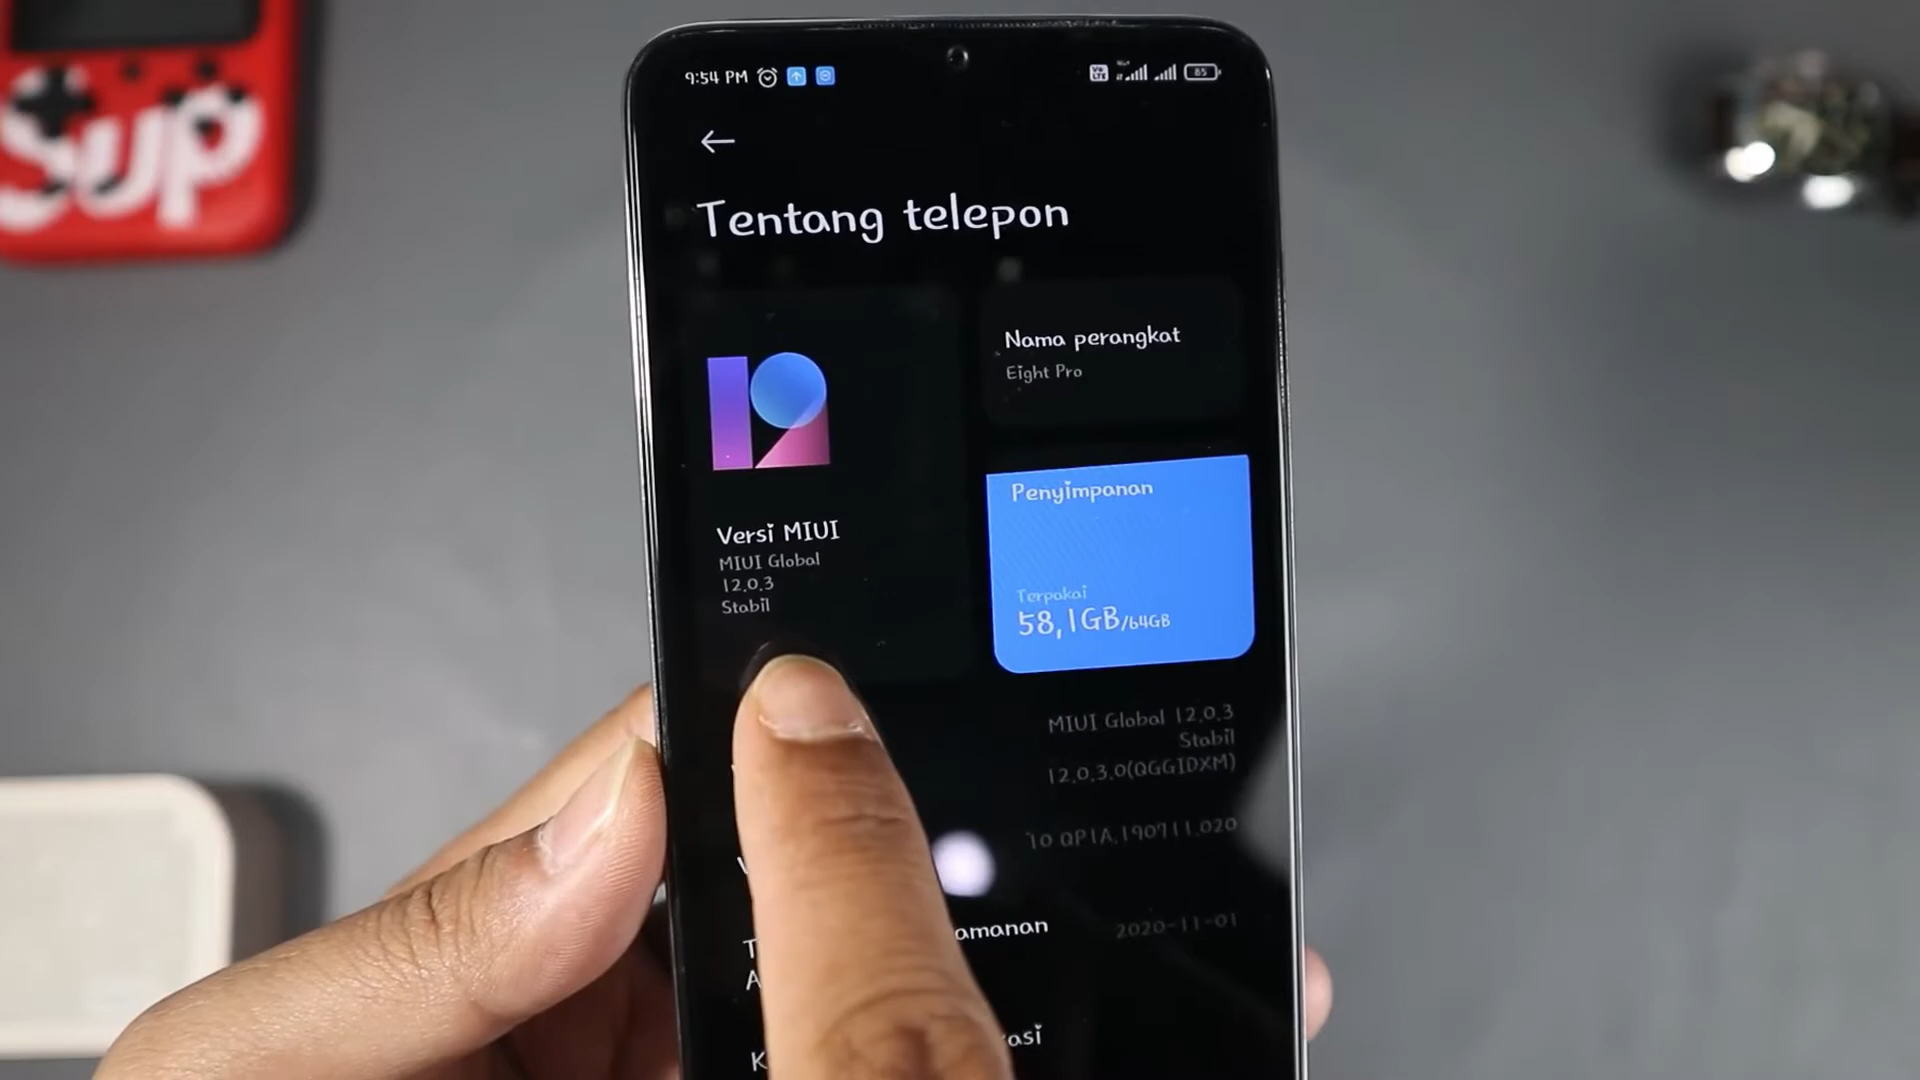 Sup
9:54 PM
85
Tentang telepon
Nama perangkat
Eight Pro
Versi MIUI
MIUI Global
12.0.3
Stabil
Penyimpanan
Terpakai
58,1GB/64GB
MIUI Global 12.0.3
Stabil
12.0.3.0(QGGIDXM)
10 QP1A.190711.020
amanan
2020-11-01